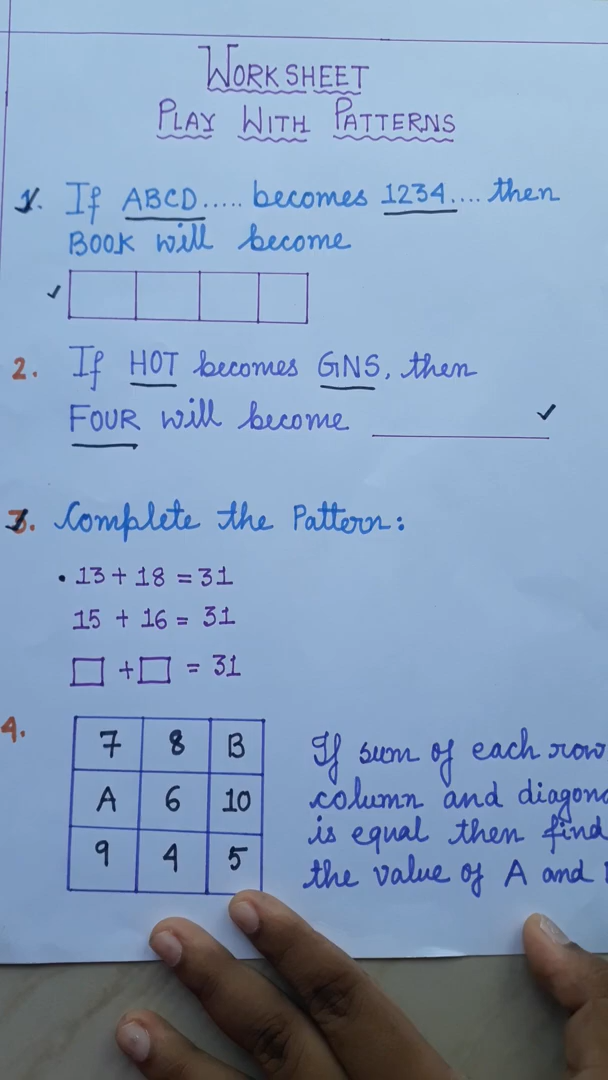 WORKSHEET
PLAY WITH PATTERNS
1. If ABCD..... becomes 1234.... then
BOOK will become
2. If HOT becomes GNS, then
FOUR will become
3. Complete the Pattern:
• 13 + 18 = 31
15 + 16 = 31
□ + □ = 31
4.
7 8 B
A 6 10
9 4 5
If sum of each row
column and diagon
is equal then find
the value of A and